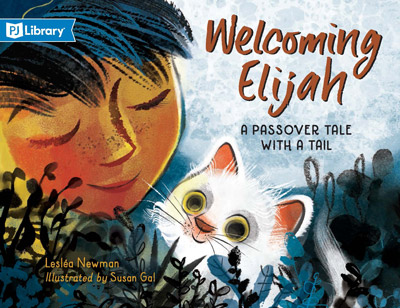 PJ Library®
Welcoming
Elijah
A PASSOVER TALE
WITH A TAIL
Lesléa Newman
Illustrated by Susan Gal